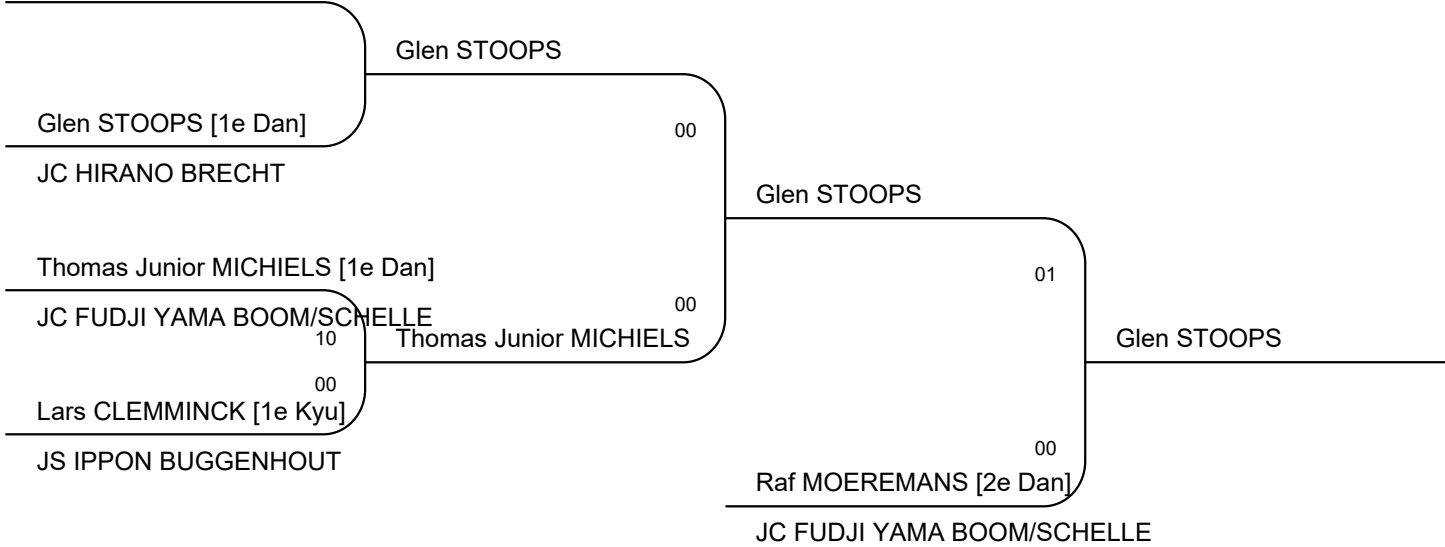 Glen STOOPS
Glen STOOPS [1e Dan]
00
JC HIRANO BRECHT
Glen STOOPS
Thomas Junior MICHIELS [1e Dan]
01
00
JC FUDJI YAMA BOOM/SCHELLE
10
Thomas Junior MICHIELS
Glen STOOPS
00
Lars CLEMMINCK [1e Kyu]
00
JS IPPON BUGGENHOUT
Raf MOEREMANS [2e Dan]
JC FUDJI YAMA BOOM/SCHELLE